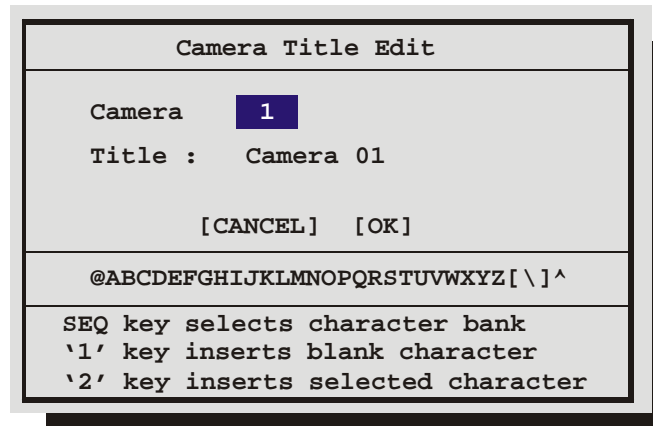 Camera Title Edit
Camera 1
Title : Camera 01
[CANCEL] [OK]
@ABCDEFGHIJKLMNOPQRSTUVWXYZ[\]^
SEQ key selects character bank
‘1’ key inserts blank character
‘2’ key inserts selected character